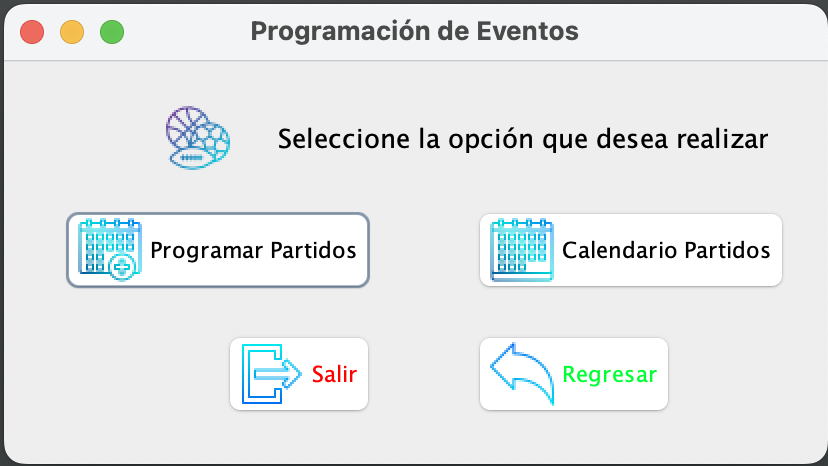 Programación de Eventos
Seleccione la opción que desea realizar
Programar Partidos
Calendario Partidos
Salir
Regresar